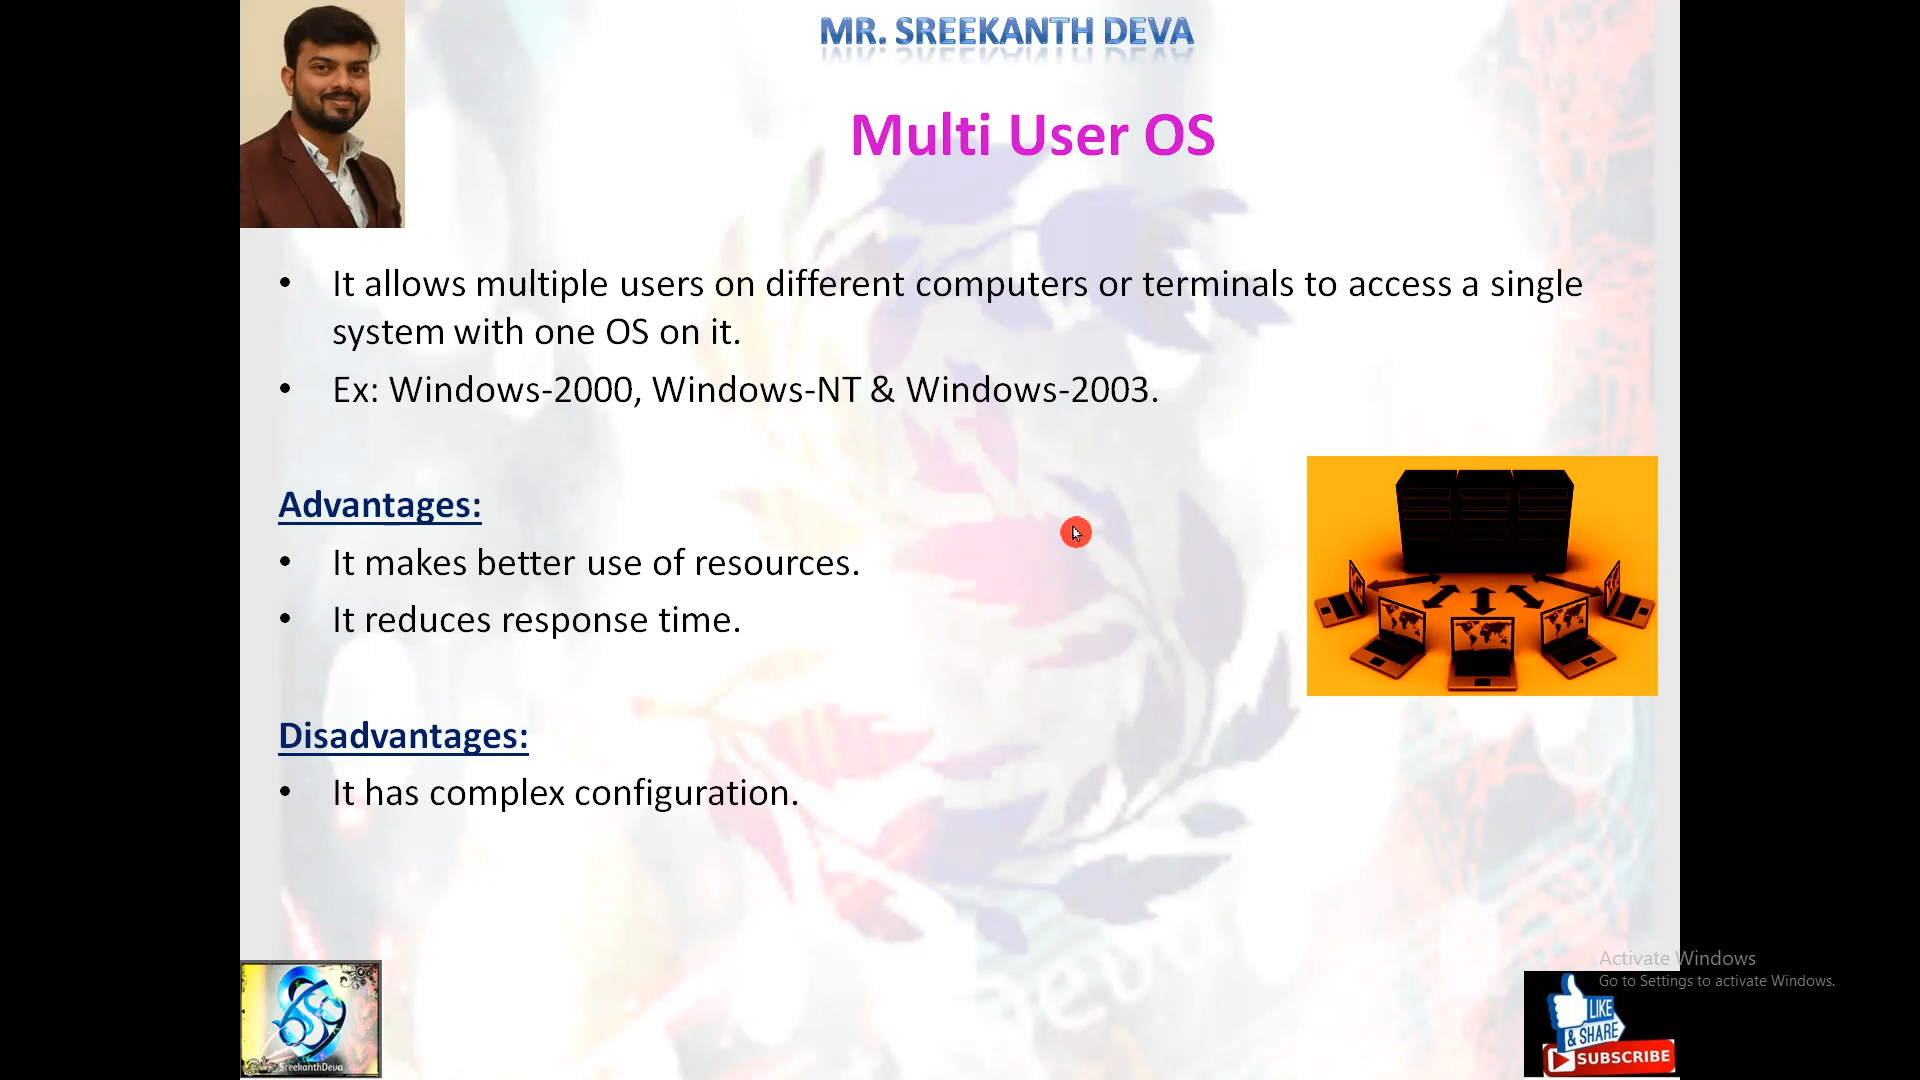 MR. SREEKANTH DEVA
Multi User OS
• It allows multiple users on different computers or terminals to access a single
system with one OS on it.
• Ex: Windows-2000, Windows-NT & Windows-2003.
Advantages:
• It makes better use of resources.
• It reduces response time.
Disadvantages:
• It has complex configuration.
Activate Windows
Go to Settings to activate Windows.
LIKE
& SHARE
SUBSCRIBE
SreekanthDeva